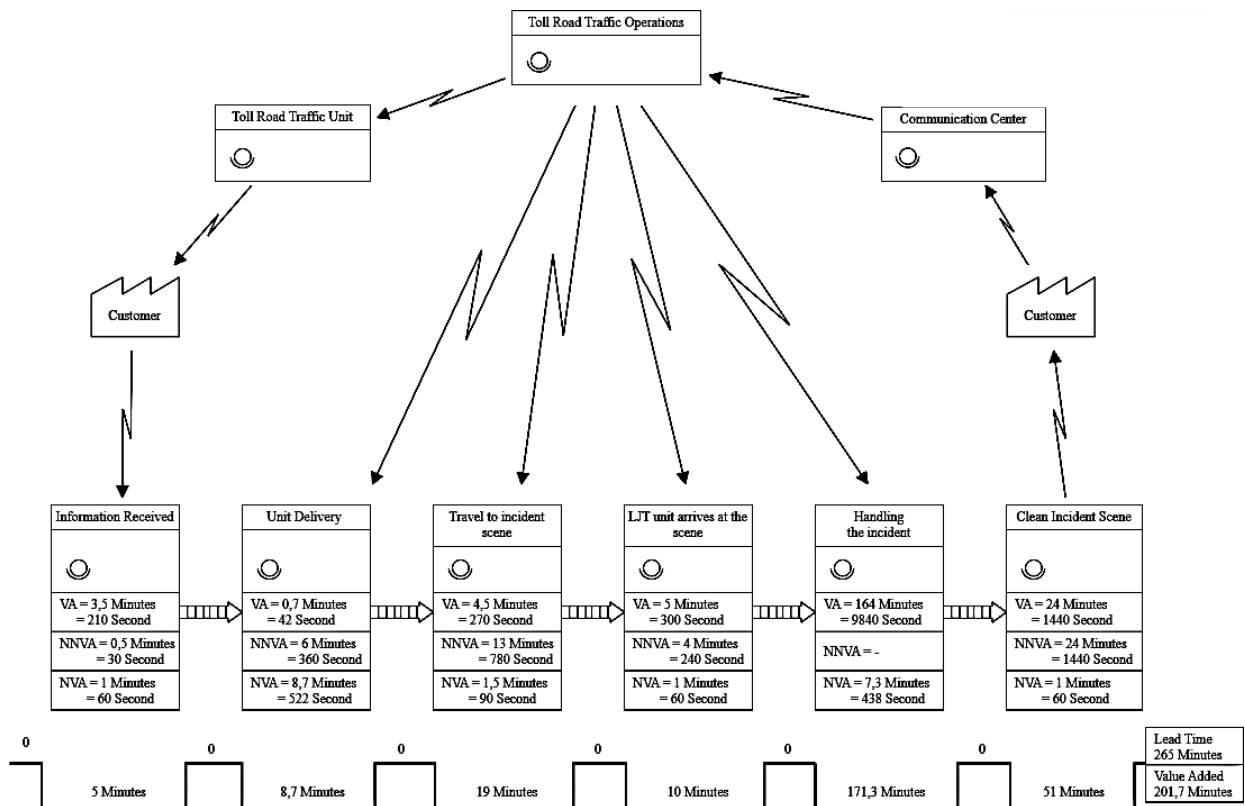 Toll Road Traffic Operations
Toll Road Traffic Unit
Communication Center
Customer
Customer
Information Received
VA = 3,5 Minutes
= 210 Second
NNVA = 0,5 Minutes
= 30 Second
NVA = 1 Minutes
= 60 Second
Unit Delivery
VA = 0,7 Minutes
= 42 Second
NNVA = 6 Minutes
= 360 Second
NVA = 8,7 Minutes
= 522 Second
Travel to incident
scene
VA = 4,5 Minutes
= 270 Second
NNVA = 13 Minutes
= 780 Second
NVA = 1,5 Minutes
= 90 Second
LJT unit arrives at the
scene
VA = 5 Minutes
= 300 Second
NNVA = 4 Minutes
= 240 Second
NVA = 1 Minutes
= 60 Second
Handling
the incident
VA = 164 Minutes
= 9840 Second
NNVA = -
NVA = 7,3 Minutes
= 438 Second
Clean Incident Scene
VA = 24 Minutes
= 1440 Second
NNVA = 24 Minutes
= 1440 Second
NVA = 1 Minutes
= 60 Second
0 0 0 0 0 0
5 Minutes 8,7 Minutes 19 Minutes 10 Minutes 171,3 Minutes 51 Minutes
Lead Time
265 Minutes
Value Added
201,7 Minutes